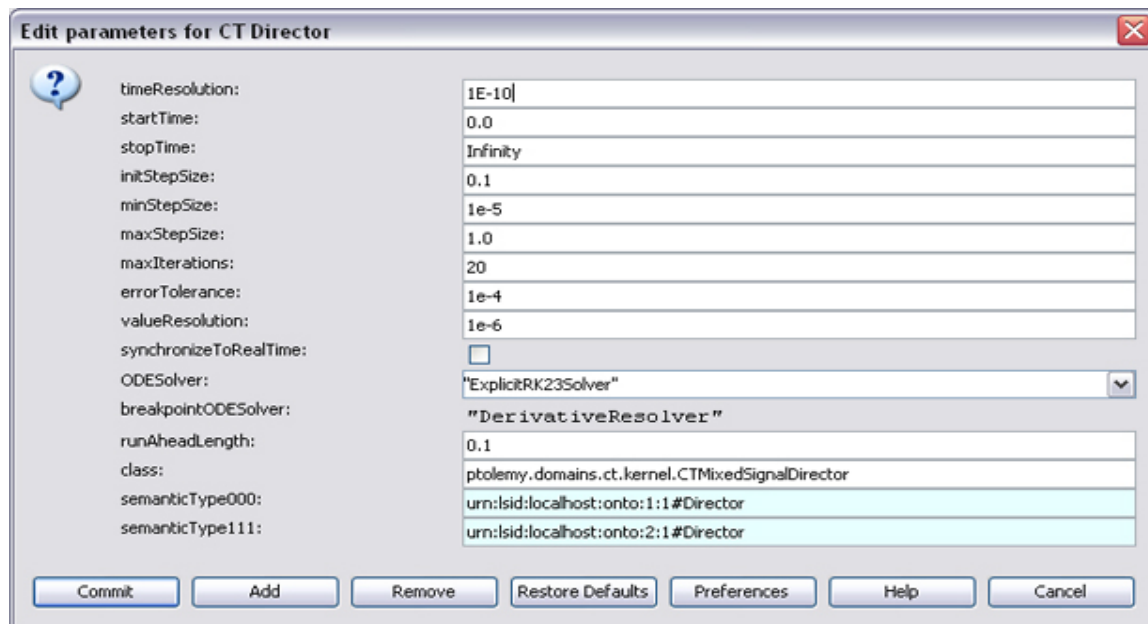 Edit parameters for CT Director
timeResolution: 1E-10
startTime: 0.0
stopTime: Infinity
initStepSize: 0.1
minStepSize: 1e-5
maxStepSize: 1.0
maxIterations: 20
errorTolerance: 1e-4
valueResolution: 1e-6
synchronizeToRealTime:
ODESolver: "ExplicitRK23Solver"
breakpointODESolver: "DerivativeResolver"
runAheadLength: 0.1
class: ptolemy.domains.ct.kernel.CTMixedSignalDirector
semanticType000: urn:lsid:localhost:onto:1:1#Director
semanticType111: urn:lsid:localhost:onto:2:1#Director
Commit Add Remove Restore Defaults Preferences Help Cancel